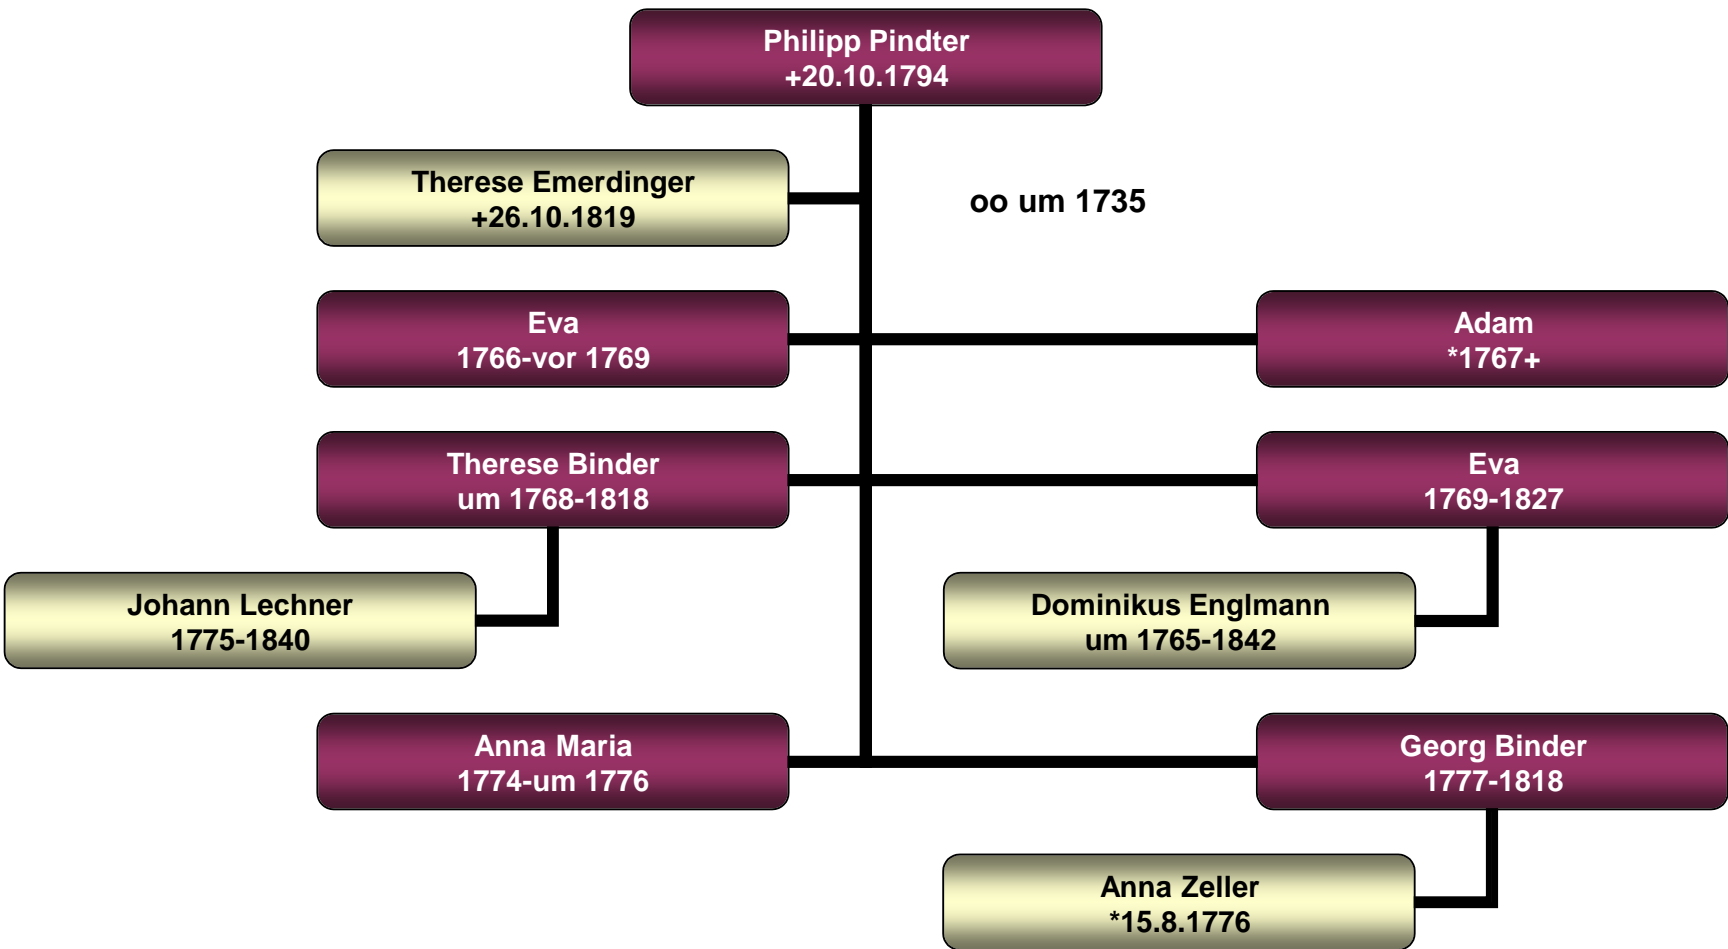 Philipp Pindter
+20.10.1794
Therese Emerdinger
+26.10.1819
oo um 1735
Eva
1766-vor 1769
Adam
*1767+
Therese Binder
um 1768-1818
Eva
1769-1827
Johann Lechner
1775-1840
Dominikus Englmann
um 1765-1842
Anna Maria
1774-um 1776
Georg Binder
1777-1818
Anna Zeller
*15.8.1776